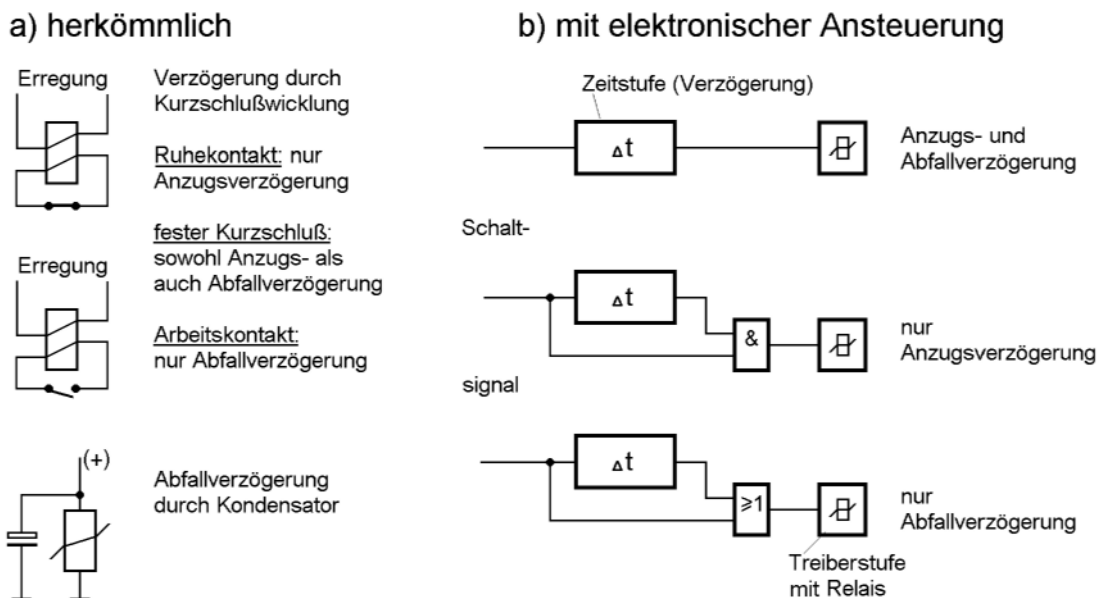 a) herkömmlich
Erregung
Verzögerung durch
Kurzschlußwicklung
Ruhekontakt: nur
Anzugsverzögerung
fester Kurzschluß:
sowohl Anzugs- als
auch Abfallverzögerung
Erregung
Arbeitskontakt:
nur Abfallverzögerung
(+)
Abfallverzögerung
durch Kondensator
b) mit elektronischer Ansteuerung
Zeitstufe (Verzögerung)
Δt
Anzugs- und
Abfallverzögerung
Schalt-
Δt
&
nur
Anzugsverzögerung
signal
Δt
≥1
nur
Abfallverzögerung
Treiberstufe
mit Relais